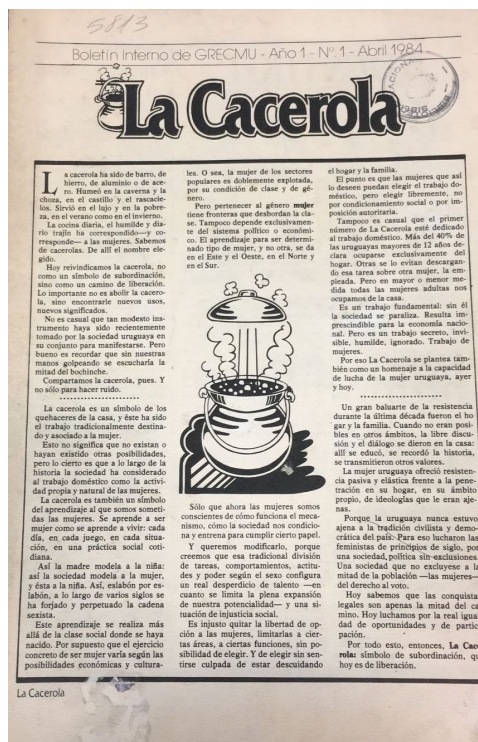 5813
Boletín Interno de GRECMU - Año 1 - Nº. 1 - Abril 1984 -
La Cacerola
La cacerola ha sido de barro, de
hierro, de aluminio o de ace-
ro. Humeó en la caverna y la
choza, en el castillo y el rascacie-
los. Sirvió en el lujo y en la pobre-
za, en el verano como en el invierno.
La cocina diaria, el humilde y dia-
rio trajín ha correspondido—y co-
rresponde— a las mujeres. Sabemos
de cacerolas. De allí el nombre ele-
gido.
Hoy reivindicamos la cacerola, no
como un símbolo de subordinación,
sino como un camino de liberación.
Lo importante no es abolir la cacero-
la, sino encontrarle nuevos usos,
nuevos significados.
No es casual que tan modesto ins-
trumento haya sido recientemente
tomado por la sociedad uruguaya en
su conjunto para manifestarse. Pero
bueno es recordar que sin nuestras
manos golpeando se escucharía la
mitad del bochinche.
Compartamos la cacerola, pues. Y
no sólo para hacer ruido.
La cacerola es un símbolo de los
quehaceres de la casa, y éste ha sido
el trabajo tradicionalmente destina-
do y asociado a la mujer.
Esto no significa que no existan o
hayan existido otras posibilidades,
pero lo cierto es que a lo largo de la
historia la sociedad ha considerado
al trabajo doméstico como la activi-
dad propia y natural de las mujeres.
La cacerola es también un símbolo
del aprendizaje al que somos someti-
das las mujeres. Se aprende a ser
mujer como se aprende a vivir: cada
día, en cada juego, en cada situa-
ción, en una práctica social coti-
diana.
Así la madre modela a la niña:
así la sociedad modela a la mujer,
y ésta a la niña. Así, eslabón por es-
labón, a lo largo de varios siglos se
ha forjado y perpetuado la cadena
sexista.
Este aprendizaje se realiza más
allá de la clase social donde se haya
nacido. Por supuesto que el ejercicio
concreto de ser mujer varía según las
posibilidades económicas y cultura-
les. O sea, la mujer de los sectores
populares es doblemente explotada,
por su condición de clase y de gé-
nero.
Pero pertenecer al género mujer
tiene fronteras que desbordan la cla-
se. Tampoco depende exclusivamen-
te del sistema político o económi-
co. El aprendizaje para ser determi-
nado tipo de mujer, y no otra, se da
en el Este y el Oeste, en el Norte y
en el Sur.
Sólo que ahora las mujeres somos
conscientes de cómo funciona el meca-
nismo, cómo la sociedad nos condicio-
na y entrena para cumplir cierto papel.
Y queremos modificarlo, porque
creemos que esa tradicional división
de tareas, comportamientos, actitu-
des y poder según el sexo configura
un real desperdicio de talento —en
cuanto se limita la plena expansión
de nuestra potencialidad— y una si-
tuación de injusticia social.
Es injusto quitar la libertad de op-
ción a las mujeres, limitarlas a cier-
tas áreas, a ciertas funciones, sin po-
sibilidad de elegir. Y de elegir sin sen-
tirse culpada de estar descuidando
el hogar y la familia.
El punto es que las mujeres que así
lo deseen puedan elegir el trabajo do-
méstico, pero elegir libremente, no
por condicionamiento social o por im-
posición autoritaria.
Tampoco es casual que el primer
número de La Cacerola esté dedicado
al trabajo doméstico. Más del 40% de
las uruguayas mayores de 12 años de-
clara ocuparse exclusivamente del
hogar. Otras se lo evitan descargan-
do esa tarea sobre otra mujer, la em-
pleada. Pero en mayor o menor me-
dida todas las mujeres adultas nos
ocupamos de la casa.
Es un trabajo fundamental: sin él
la sociedad se paraliza. Resulta im-
prescindible para la economía nacio-
nal. Pero es un trabajo secreto, invi-
sible, humilde, ignorado. Trabajo de
mujeres.
Por eso La Cacerola se plantea tam-
bién como un homenaje a la capacidad
de lucha de la mujer uruguaya, ayer
y hoy.
Un gran baluarte de la resistencia
durante la última década fueron el ho
gar y la familia. Cuando no eran posi-
bles en otros ámbitos, la libre discu-
sión y el diálogo se dieron en la casa:
allí se educó, se recordó la historia,
se transmitieron otros valores.
La mujer uruguaya ofreció resisten-
cia pasiva y elástica frente a la pene-
tración en su hogar, en su ámbito
propio, de ideologías que le eran aje-
nas.
Porque la uruguaya nunca estuvo
ajena a la tradición civilista y demo-
crática del país. Para eso lucharon las
feministas de principios de siglo, por
una sociedad política sin exclusiones.
Una sociedad que no excluyese a la
mitad de la población —las mujeres—
del derecho al voto.
Hoy sabemos que las conquista
legales son apenas la mitad del ca
mino. Hoy luchamos por la real igual
dad de oportunidades y de partic
pación.
Por todo esto, entonces, La Cace
rola: símbolo de subordinación, qu
hoy es de liberación.
La Cacerola